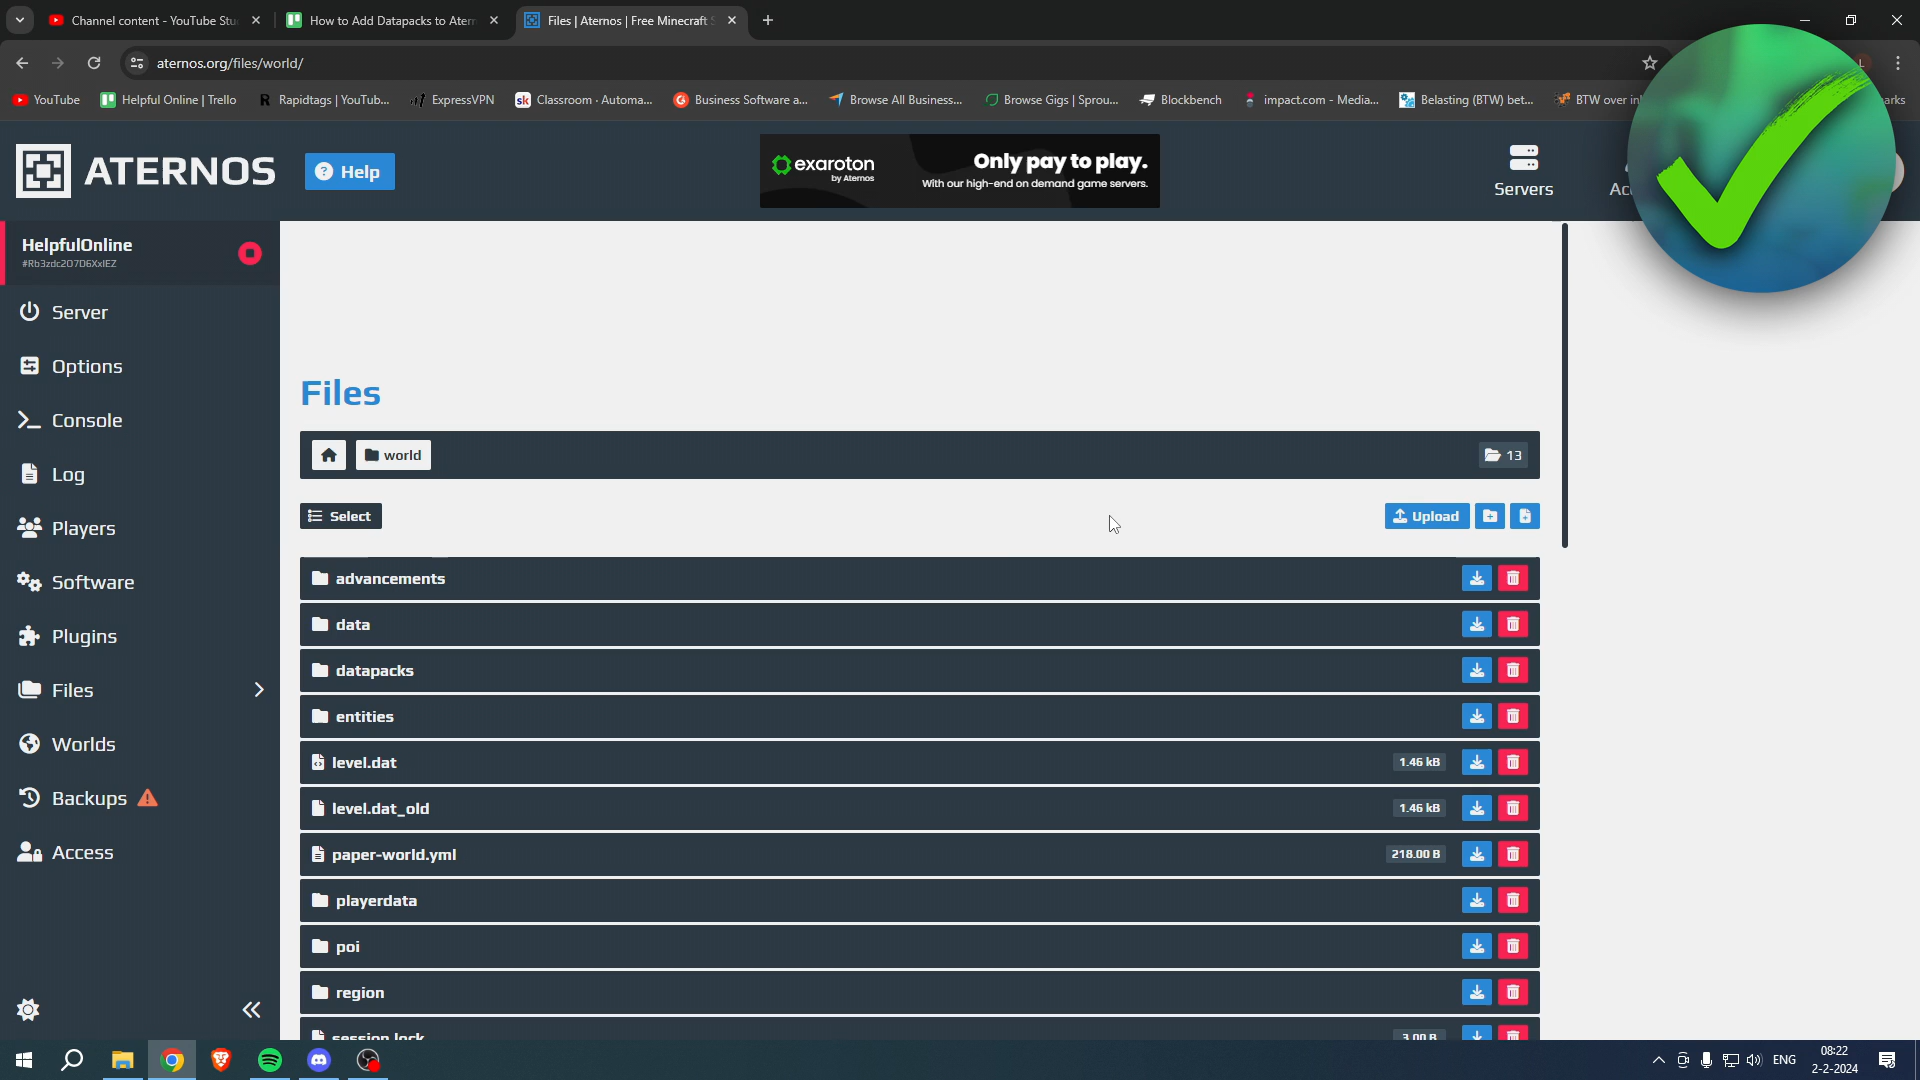 Channel content - YouTube Stu
How to Add Datapacks to Atern
Files | Aternos | Free Minecraft S
aternos.org/files/world/
YouTube
Helpful Online | Trello
Rapidtags | YouTub...
ExpressVPN
Classroom · Automa...
Business Software a...
Browse All Business...
Browse Gigs | Sprou...
Blockbench
impact.com - Media...
Belasting (BTW) bet...
BTW over in
ATERNOS
Help
exaroton
by Aternos
Only pay to play.
With our high-end on demand game servers.
Servers
HelpfulOnline
Server
Options
Console
Log
Players
Software
Plugins
Files
Worlds
Backups
Access
Files
world
13
Select
Upload
advancements
data
datapacks
entities
level.dat
1.46 kB
level.dat_old
1.46 kB
paper-world.yml
218.00 B
playerdata
poi
region
session.lock
3.00 B
ENG
08:22
2-2-2024